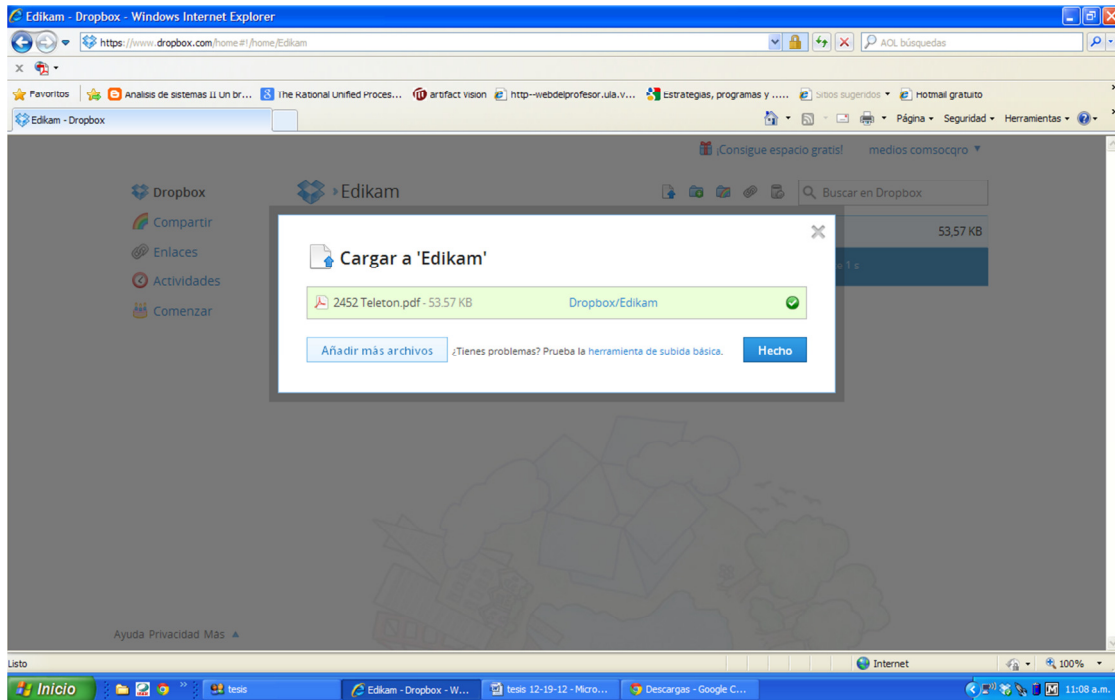 Edikam - Dropbox - Windows Internet Explorer
https://www.dropbox.com/home#!/home/Edikam
AOL búsquedas
x
Favoritos Analisis de sistemas II Un br... The Rational Unified Proces... artifact vision http--webdelprofesor.ula.v... Estrategias, programas y ..... Sitios sugeridos Hotmail gratuito
Edikam - Dropbox
Página Seguridad Herramientas
¡Consigue espacio gratis! medios comsocqro
Dropbox
Edikam
Buscar en Dropbox
Compartir
53,57 KB
Enlaces
Cargar a 'Edikam'
Actividades
2452 Teleton.pdf - 53.57 KB Dropbox/Edikam
Comenzar
Añadir más archivos ¿Tienes problemas? Prueba la herramienta de subida básica. Hecho
Ayuda Privacidad Más
Listo
Internet
100%
Inicio
tesis
Edikam - Dropbox - W...
tesis 12-19-12 - Micro...
Descargas - Google C...
11:08 a.m.